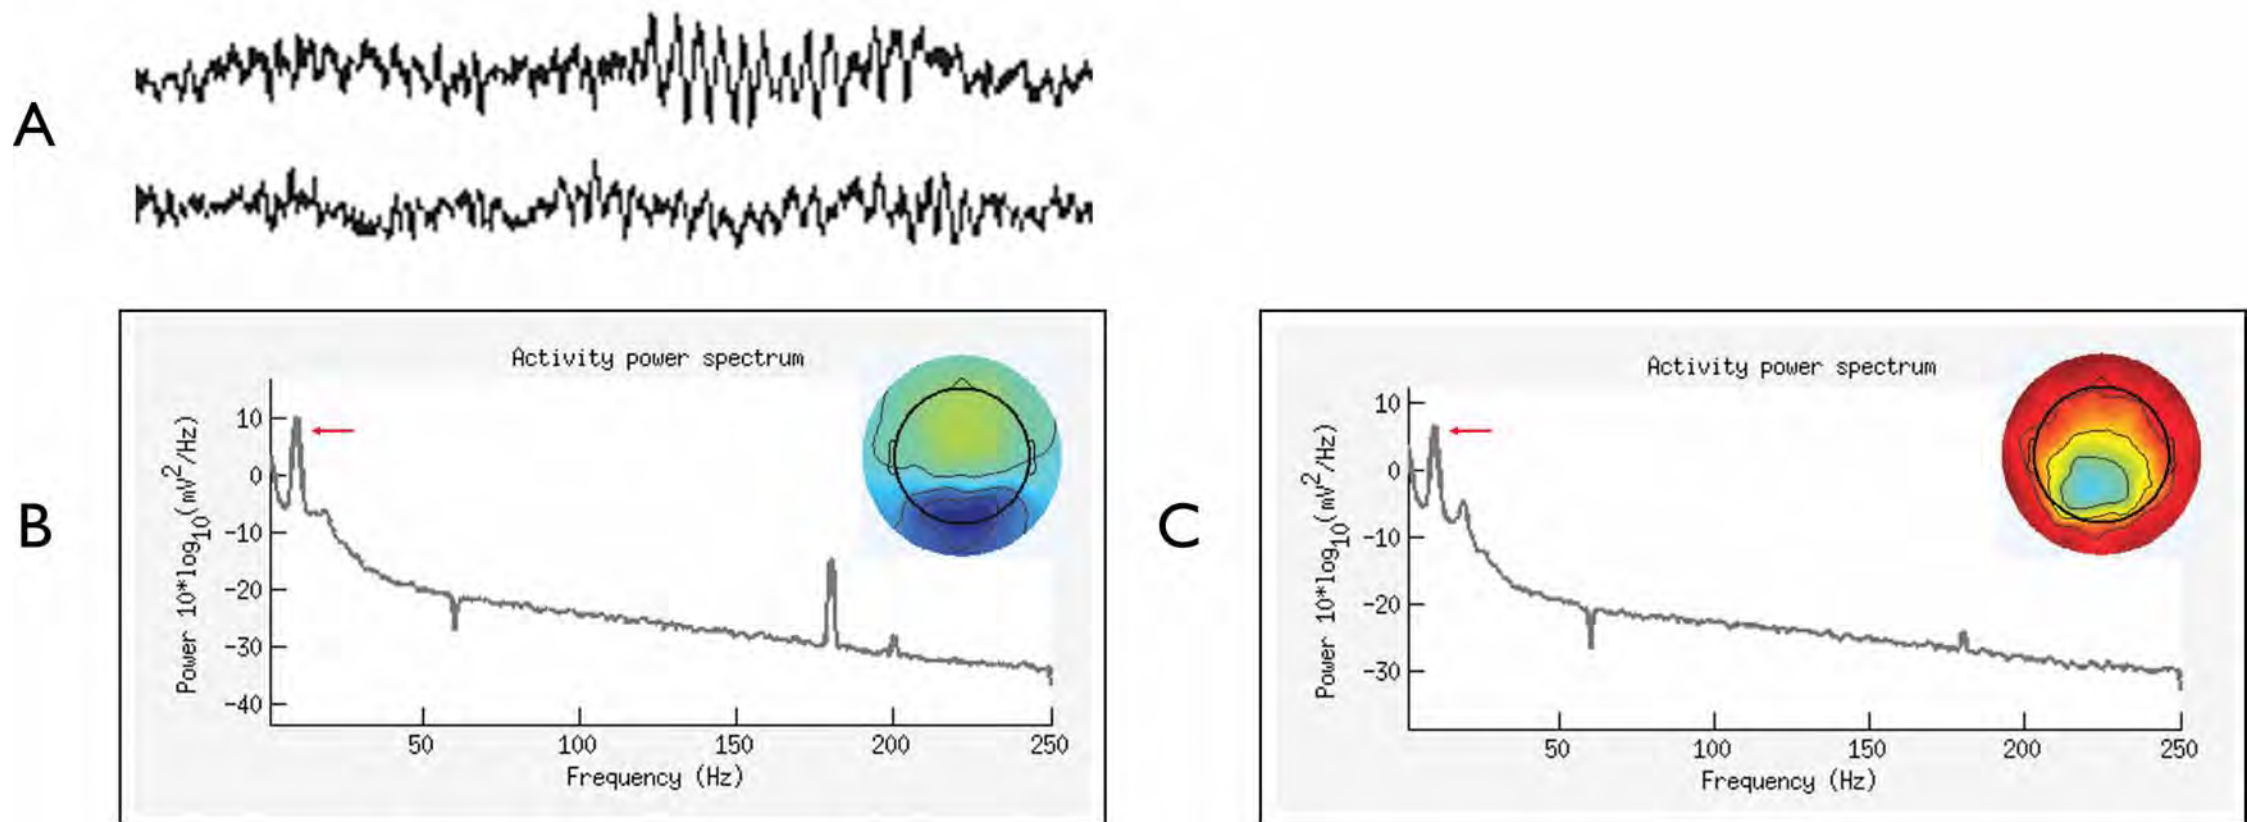 A
B
Activity power spectrum
Power 10*log10(mV2/Hz)
10
0
-10
-20
-30
-40
50 100 150 200 250
Frequency (Hz)
C
Activity power spectrum
Power 10*log10(mV2/Hz)
10
0
-10
-20
-30
50 100 150 200 250
Frequency (Hz)